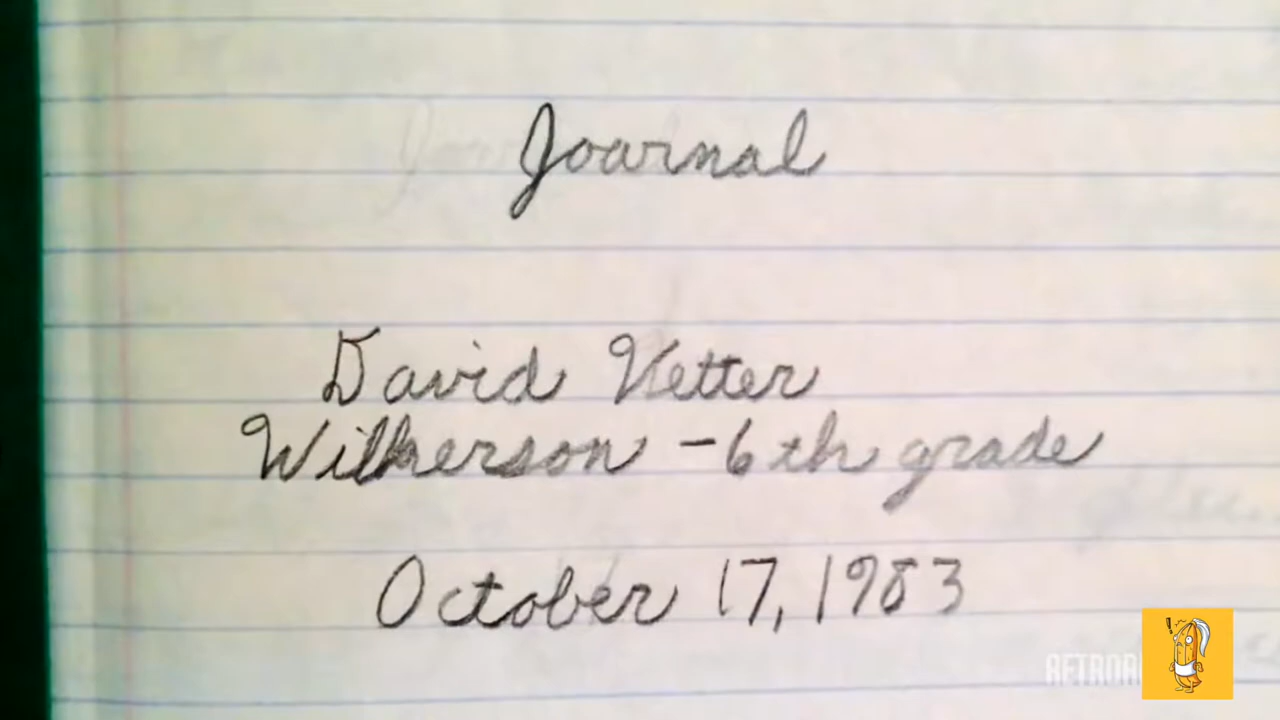 Journal
David Vetter
Wilkerson - 6th grade
October 17, 1983